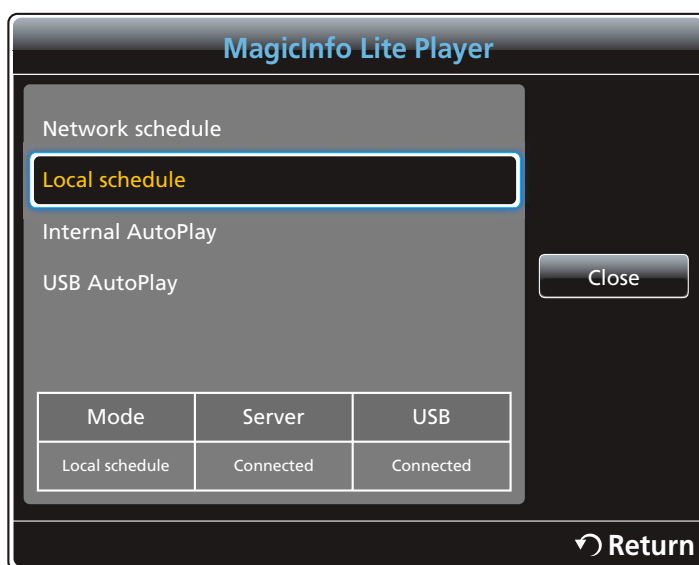 MagicInfo Lite Player
Network schedule
Local schedule
Internal AutoPlay
USB AutoPlay
Close
Mode Server USB
Local schedule Connected Connected
Return